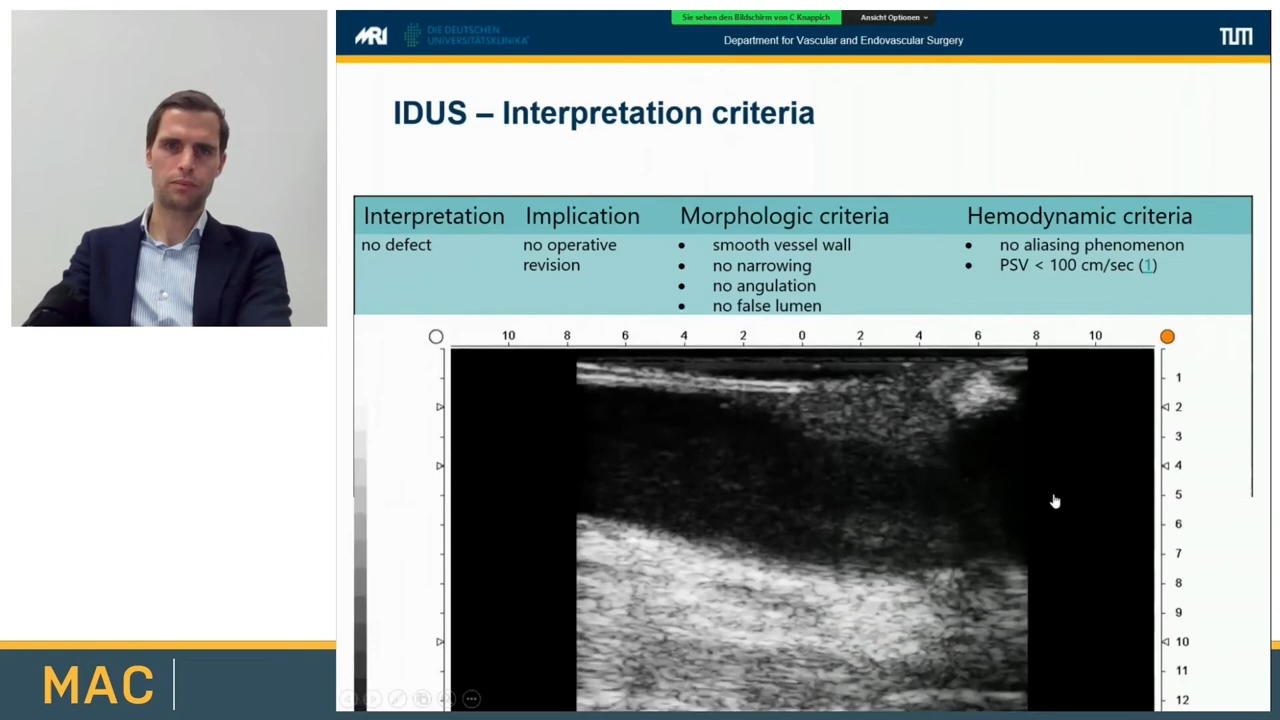 Sie sehen den Bildschirm von C Knappich
Ansicht Optionen
MRI
DIE DEUTSCHEN
UNIVERSITÄTSKLINIKA
Department for Vascular and Endovascular Surgery
TUM
IDUS – Interpretation criteria
Interpretation Implication Morphologic criteria Hemodynamic criteria
no defect no operative • smooth vessel wall • no aliasing phenomenon
revision • no narrowing • PSV < 100 cm/sec (1)
• no angulation
• no false lumen
10 8 6 4 2 0 2 4 6 8 10
1
2
3
4
5
6
7
8
9
10
11
12
MAC